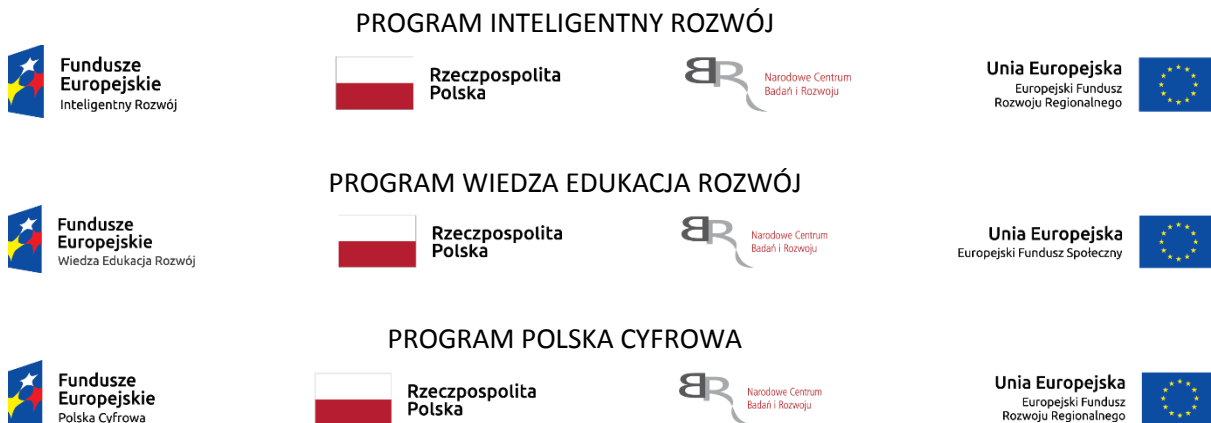 PROGRAM INTELIGENTNY ROZWÓJ
Fundusze
Europejskie
Inteligentny Rozwój
Rzeczpospolita
Polska
BR
Narodowe Centrum
Badań i Rozwoju
Unia Europejska
Europejski Fundusz
Rozwoju Regionalnego
PROGRAM WIEDZA EDUKACJA ROZWÓJ
Fundusze
Europejskie
Wiedza Edukacja Rozwój
Rzeczpospolita
Polska
BR
Narodowe Centrum
Badań i Rozwoju
Unia Europejska
Europejski Fundusz Społeczny
PROGRAM POLSKA CYFROWA
Fundusze
Europejskie
Polska Cyfrowa
Rzeczpospolita
Polska
BR
Narodowe Centrum
Badań i Rozwoju
Unia Europejska
Europejski Fundusz
Rozwoju Regionalnego